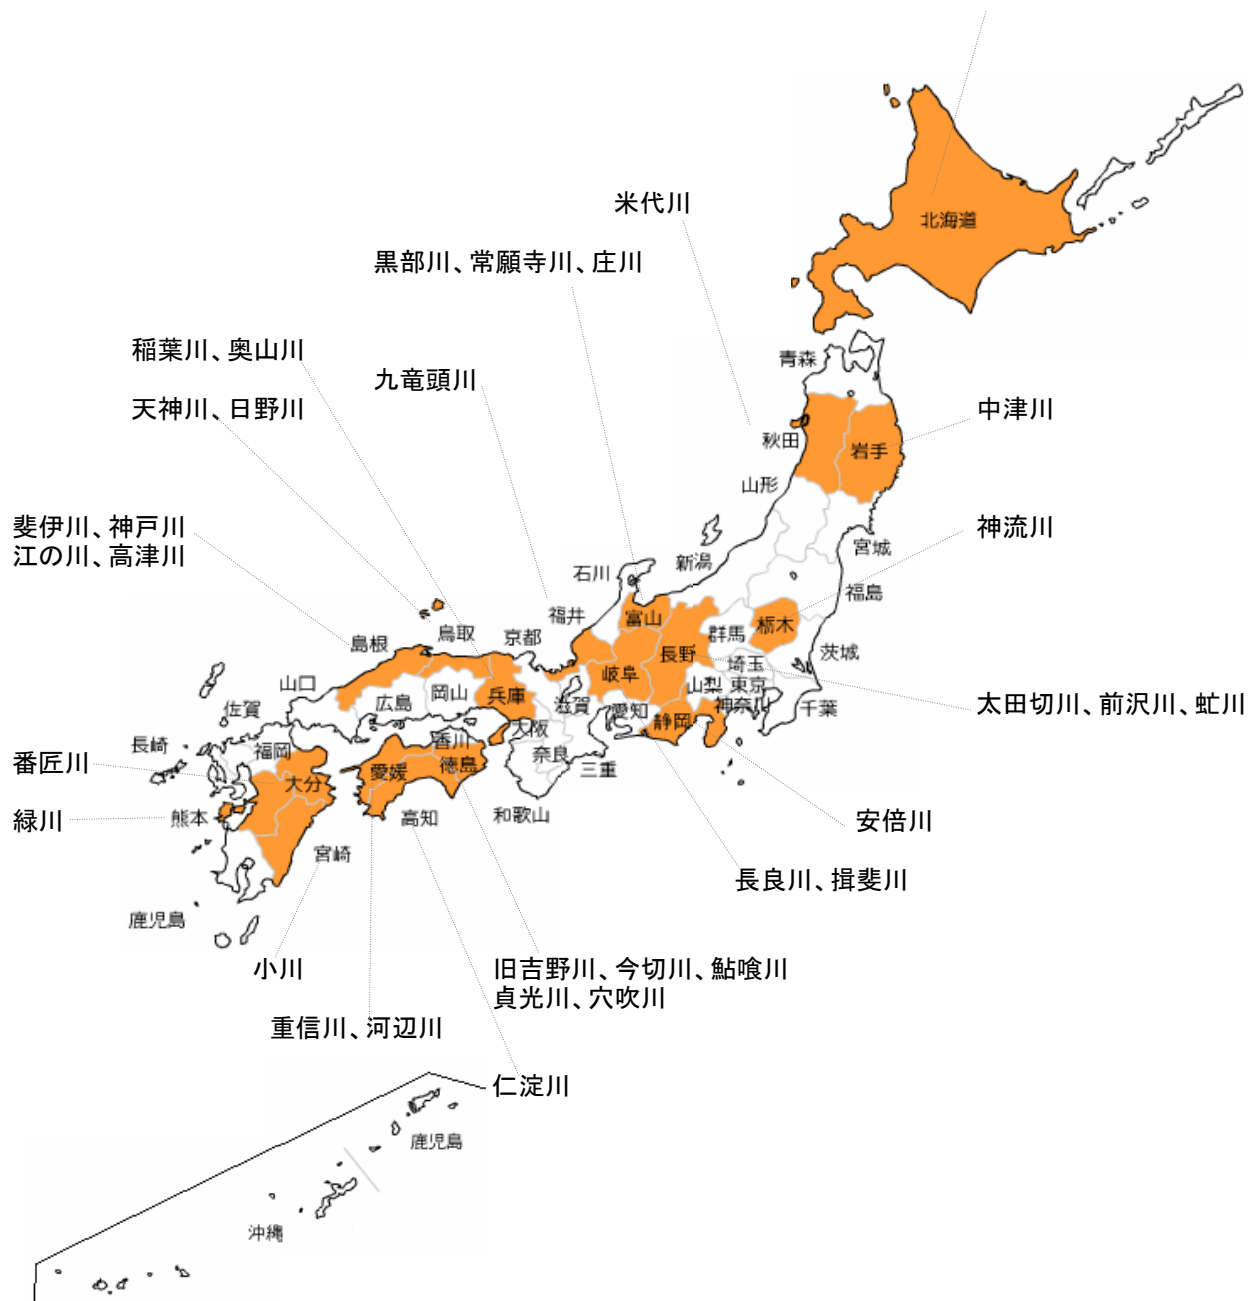 米代川
北海道
黒部川、常願寺川、庄川
稲葉川、奥山川
青森
九竜頭川
天神川、日野川
中津川
秋田
岩手
山形
斐伊川、神戸川
江の川、高津川
神流川
宮城
新潟
石川
福島
福井
富山
栃木
鳥取
京都
群馬
島根
長野
茨城
埼玉
岐阜
山口
岡山
兵庫
山梨
東京
広島
滋賀
神奈川
太田切川、前沢川、虻川
佐賀
愛知
千葉
静岡
大阪
長崎
福岡
香川
奈良
番匠川
徳島
三重
愛媛
大分
緑川
熊本
高知
和歌山
安倍川
宮崎
長良川、揖斐川
鹿児島
小川
旧吉野川、今切川、鮎喰川
貞光川、穴吹川
重信川、河辺川
仁淀川
鹿児島
沖縄